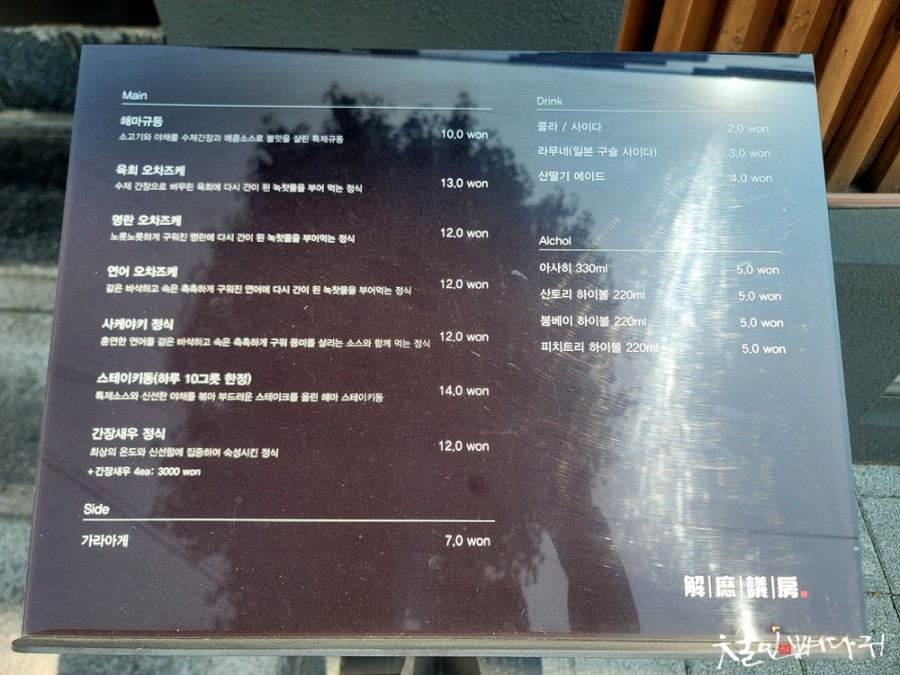 Main
해마규동
소고기와 야채를 수제간장과 매콤소스로 불맛을 살린 특제규동
10,0 won
육회 오차즈케
수제 간장으로 버무린 육회에 다시 간이 된 녹찻물을 부어 먹는 정식
13,0 won
명란 오차즈케
노릇노릇하게 구워진 명란에 다시 간이 된 녹찻물을 부어먹는 정식
12,0 won
연어 오차즈케
겉은 바삭하고 속은 촉촉하게 구워진 연어에 다시 간이 된 녹찻물을 부어먹는 정식
12,0 won
사케야키 정식
훈연한 연어를 겉은 바삭하고 속은 촉촉하게 구워 풍미를 살리는 소스와 함께 먹는 정식
12,0 won
스테이키동(하루 10그릇 한정)
특제소스와 신선한 야채를 볶아 부드러운 스테이크를 올린 해마 스테이키동
14,0 won
간장새우 정식
최상의 온도와 신선함에 집중하여 숙성시킨 정식
+간장새우 4ea: 3000 won
12,0 won
Side
가라아게
7,0 won
Drink
콜라 / 사이다
2,0 won
라무네(일본 구슬 사이다)
3,0 won
산딸기 에이드
4,0 won
Alchol
아사히 330ml
5,0 won
산토리 하이볼 220ml
5,0 won
봄베이 하이볼 220ml
5,0 won
피치트리 하이볼 220ml
5,0 won
解|麽|議|房